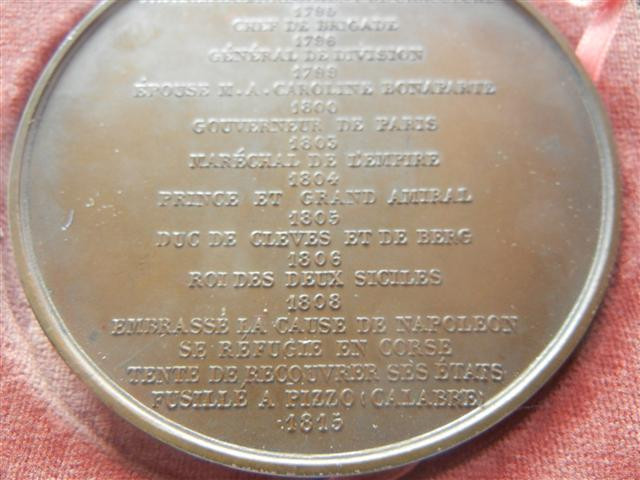 1795
CHEF DE BRIGADE
1796
GÉNÉRAL DE DIVISION
1799
ÉPOUSE M. A. CAROLINE BONAPARTE
1800
GOUVERNEUR DE PARIS
1803
MARÉCHAL DE L'EMPIRE
1804
PRINCE ET GRAND AMIRAL
1805
DUC DE CLEVES ET DE BERG
1806
ROI DES DEUX SICILES
1808
EMBRASSÉ LA CAUSE DE NAPOLEON
SE RÉFUGIE EN CORSE
TENTE DE RECOUVRER SES ÉTATS
FUSILLÉ A PIZZO (CALABRE)
1815